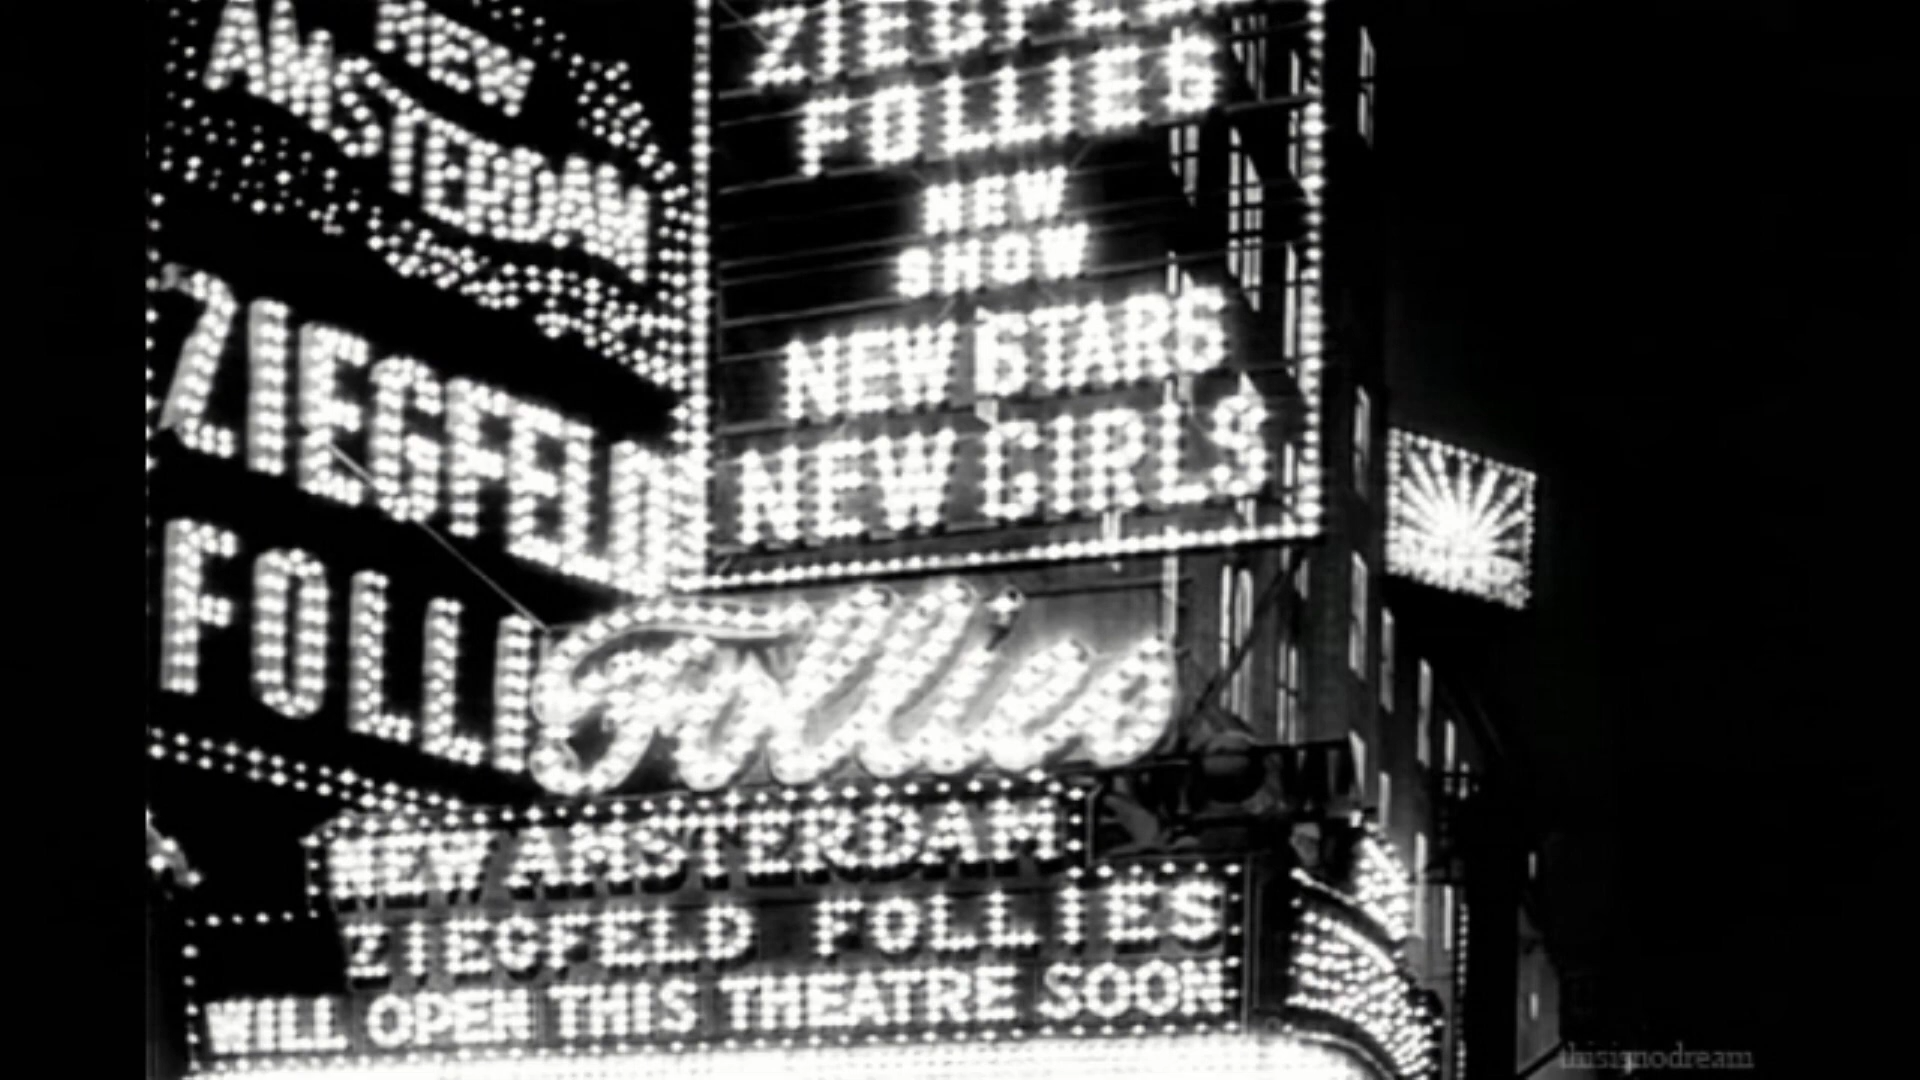 NEW
AMSTERDAM
ZIEGFELD
FOLLI
ZIEGFELD
FOLLIES
NEW
SHOW
NEW STARS
NEW GIRLS
Follies
NEW AMSTERDAM
ZIEGFELD FOLLIES
WILL OPEN THIS THEATRE SOON
thisisnodream